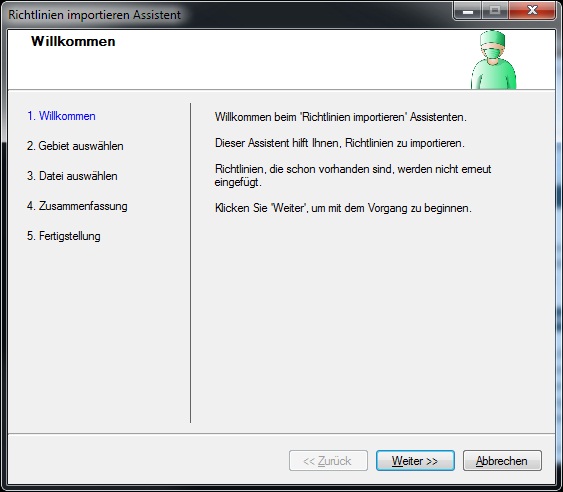 Richtlinien importieren Assistent
Willkommen
1. Willkommen
2. Gebiet auswählen
3. Datei auswählen
4. Zusammenfassung
5. Fertigstellung
Willkommen beim 'Richtlinien importieren' Assistenten.
Dieser Assistent hilft Ihnen, Richtlinien zu importieren.
Richtlinien, die schon vorhanden sind, werden nicht erneut
eingefügt.
Klicken Sie 'Weiter', um mit dem Vorgang zu beginnen.
<< Zurück
Weiter >>
Abbrechen